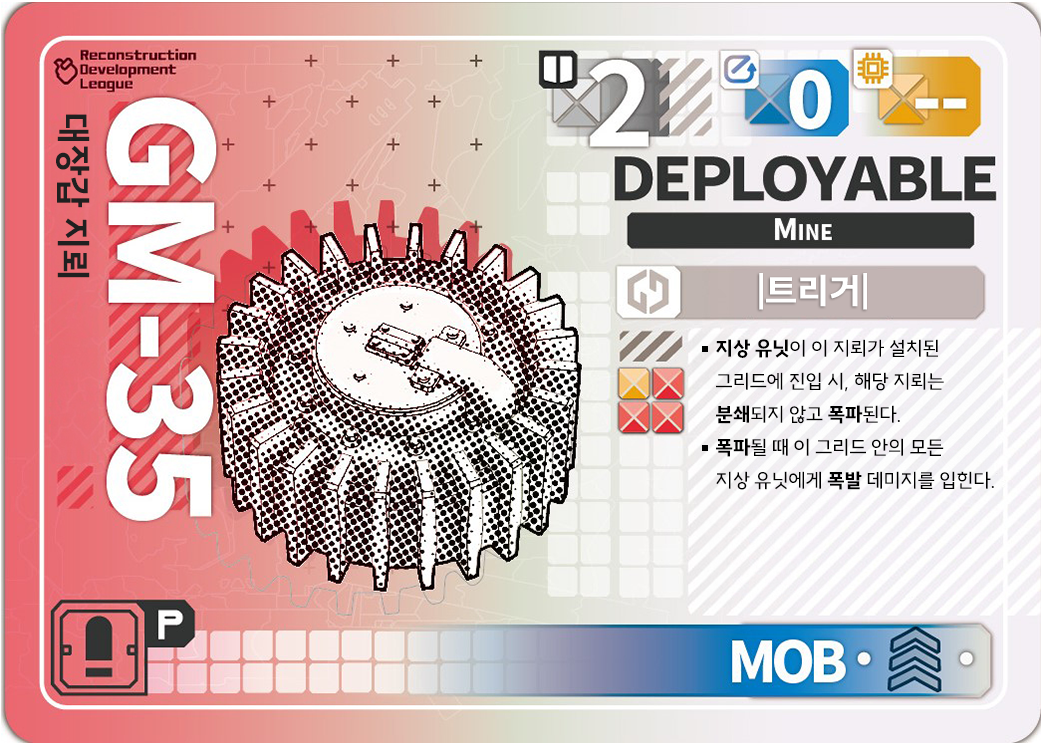 Reconstruction
Development
League
GM-35
대장갑 지뢰
2
0
--
DEPLOYABLE
MINE
|트리거|
▪ 지상 유닛이 이 지뢰가 설치된
그리드에 진입 시, 해당 지뢰는
분쇄되지 않고 폭파된다.
▪ 폭파될 때 이 그리드 안의 모든
지상 유닛에게 폭발 데미지를 입힌다.
P
MOB